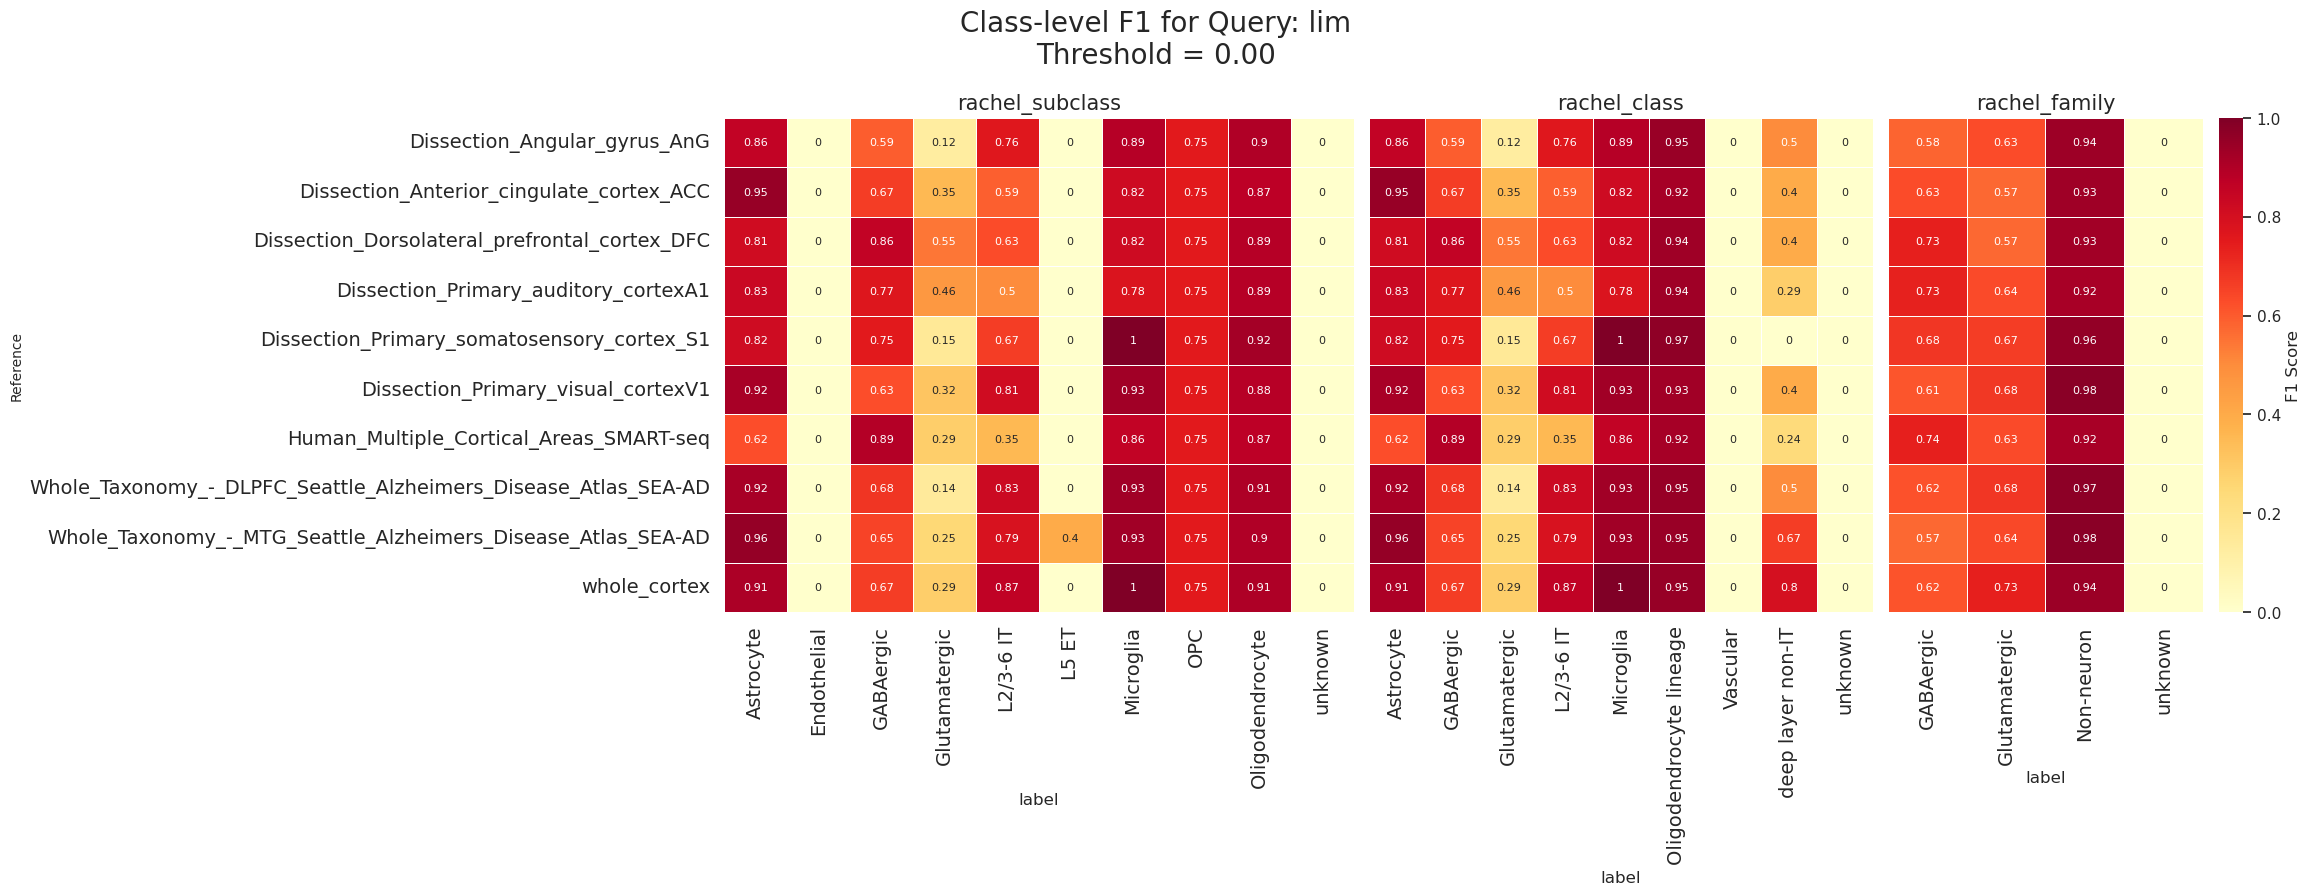 Class-level F1 for Query: lim
Threshold = 0.00
rachel_subclass
rachel_class
rachel_family
Reference
Dissection_Angular_gyrus_AnG 0.86 0 0.59 0.12 0.76 0 0.89 0.75 0.9 0 0.86 0.59 0.12 0.76 0.89 0.95 0 0.5 0 0.58 0.63 0.94 0
Dissection_Anterior_cingulate_cortex_ACC 0.95 0 0.67 0.35 0.59 0 0.82 0.75 0.87 0 0.95 0.67 0.35 0.59 0.82 0.92 0 0.4 0 0.63 0.57 0.93 0
Dissection_Dorsolateral_prefrontal_cortex_DFC 0.81 0 0.86 0.55 0.63 0 0.82 0.75 0.89 0 0.81 0.86 0.55 0.63 0.82 0.94 0 0.4 0 0.73 0.57 0.93 0
Dissection_Primary_auditory_cortexA1 0.83 0 0.77 0.46 0.5 0 0.78 0.75 0.89 0 0.83 0.77 0.46 0.5 0.78 0.94 0 0.29 0 0.73 0.64 0.92 0
Dissection_Primary_somatosensory_cortex_S1 0.82 0 0.75 0.15 0.67 0 1 0.75 0.92 0 0.82 0.75 0.15 0.67 1 0.97 0 0 0 0.68 0.67 0.96 0
Dissection_Primary_visual_cortexV1 0.92 0 0.63 0.32 0.81 0 0.93 0.75 0.88 0 0.92 0.63 0.32 0.81 0.93 0.93 0 0.4 0 0.61 0.68 0.98 0
Human_Multiple_Cortical_Areas_SMART-seq 0.62 0 0.89 0.29 0.35 0 0.86 0.75 0.87 0 0.62 0.89 0.29 0.35 0.86 0.92 0 0.24 0 0.74 0.63 0.92 0
Whole_Taxonomy_-_DLPFC_Seattle_Alzheimers_Disease_Atlas_SEA-AD 0.92 0 0.68 0.14 0.83 0 0.93 0.75 0.91 0 0.92 0.68 0.14 0.83 0.93 0.95 0 0.5 0 0.62 0.68 0.97 0
Whole_Taxonomy_-_MTG_Seattle_Alzheimers_Disease_Atlas_SEA-AD 0.96 0 0.65 0.25 0.79 0.4 0.93 0.75 0.9 0 0.96 0.65 0.25 0.79 0.93 0.95 0 0.67 0 0.57 0.64 0.98 0
whole_cortex 0.91 0 0.67 0.29 0.87 0 1 0.75 0.91 0 0.91 0.67 0.29 0.87 1 0.95 0 0.8 0 0.62 0.73 0.94 0
Astrocyte
Endothelial
GABAergic
Glutamatergic
L2/3-6 IT
L5 ET
Microglia
OPC
Oligodendrocyte
unknown
label
Astrocyte
GABAergic
Glutamatergic
L2/3-6 IT
Microglia
Oligodendrocyte lineage
Vascular
deep layer non-IT
unknown
label
GABAergic
Glutamatergic
Non-neuron
unknown
label
1.0
0.8
0.6
0.4
0.2
0.0
F1 Score